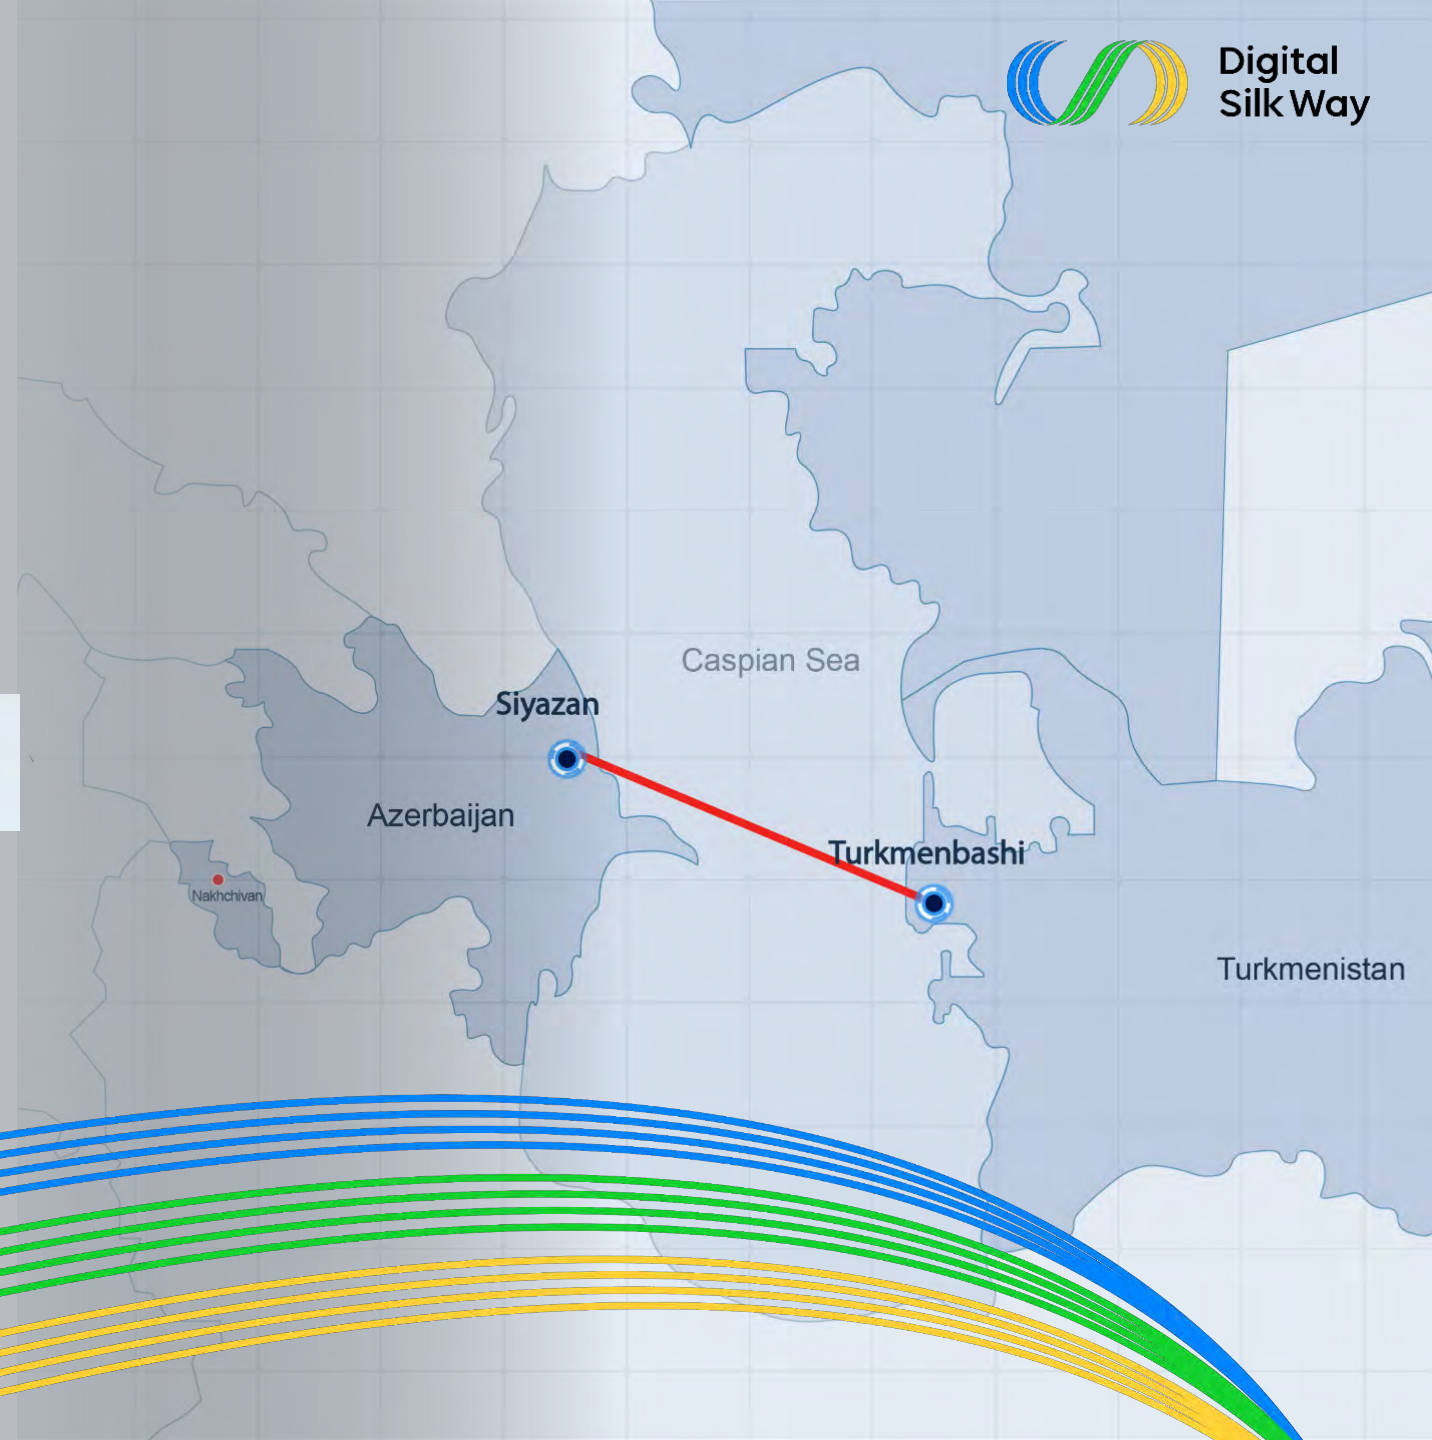 Digital
Silk Way
Caspian Sea
Siyazan
Azerbaijan
Turkmenbashi
Nakhchivan
Turkmenistan